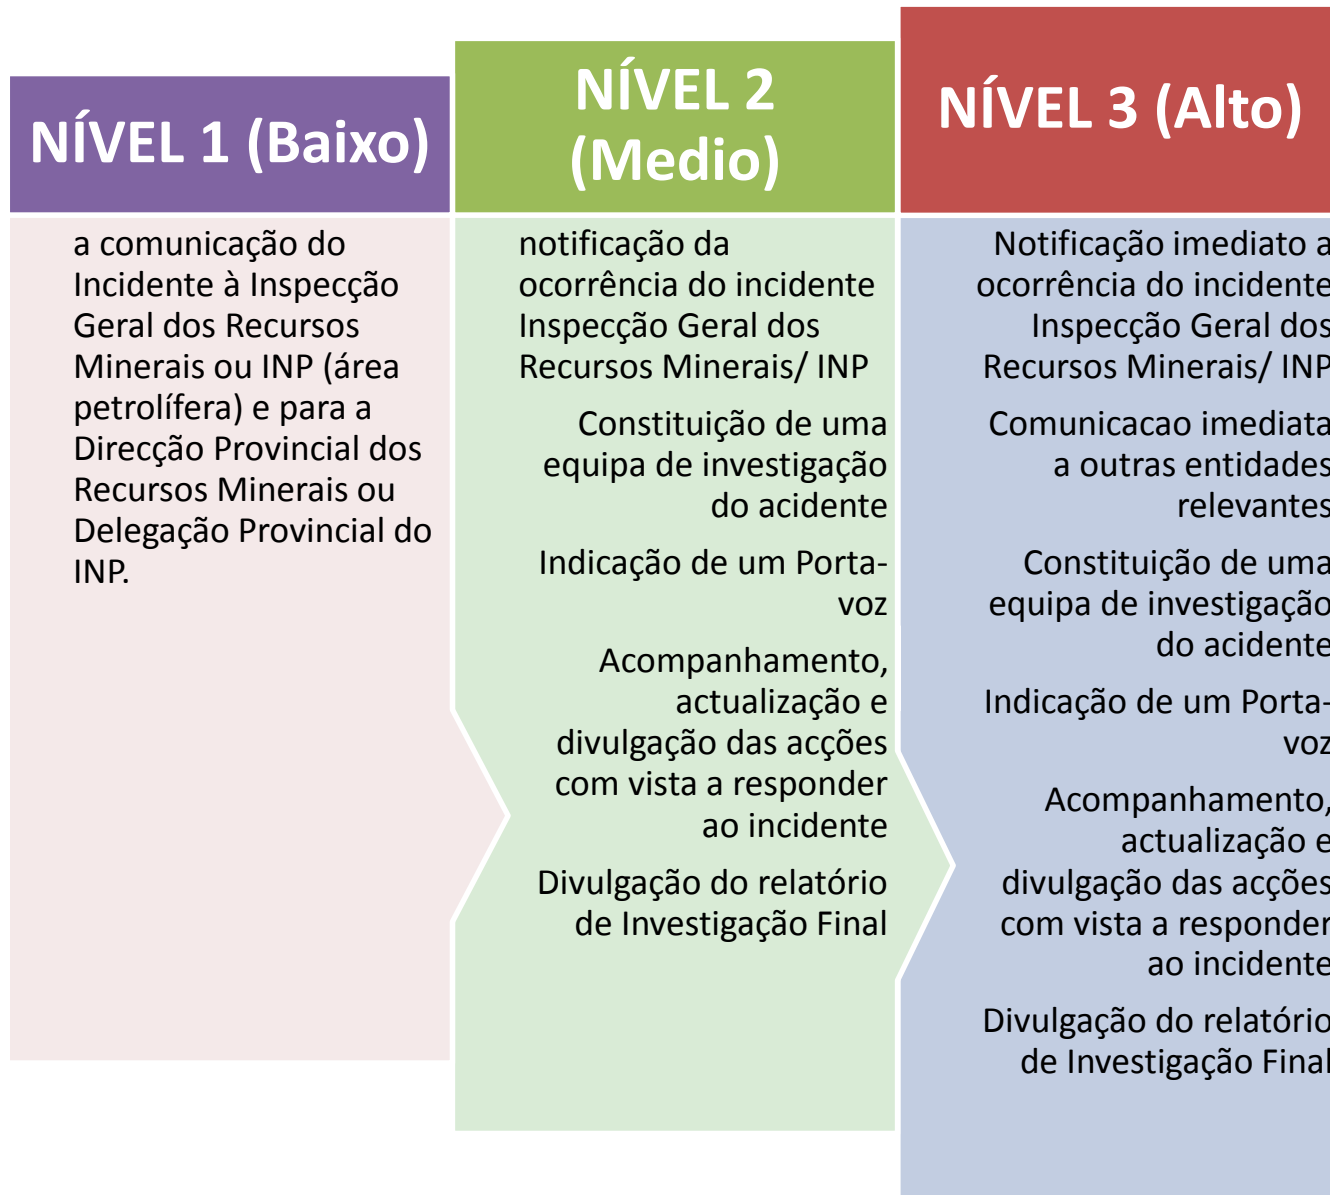 NÍVEL 1 (Baixo)
a comunicação do
Incidente à Inspecção
Geral dos Recursos
Minerais ou INP (área
petrolífera) e para a
Direcção Provincial dos
Recursos Minerais ou
Delegação Provincial do
INP.
NÍVEL 2
(Medio)
notificação da
ocorrência do incidente
Inspecção Geral dos
Recursos Minerais/ INP
Constituição de uma
equipa de investigação
do acidente
Indicação de um Porta-
voz
Acompanhamento,
actualização e
divulgação das acções
com vista a responder
ao incidente
Divulgação do relatório
de Investigação Final
NÍVEL 3 (Alto)
Notificação imediato a
ocorrência do incidente
Inspecção Geral dos
Recursos Minerais/ INP
Comunicacao imediata
a outras entidades
relevantes
Constituição de uma
equipa de investigação
do acidente
Indicação de um Porta-
voz
Acompanhamento,
actualização e
divulgação das acções
com vista a responder
ao incidente
Divulgação do relatório
de Investigação Final